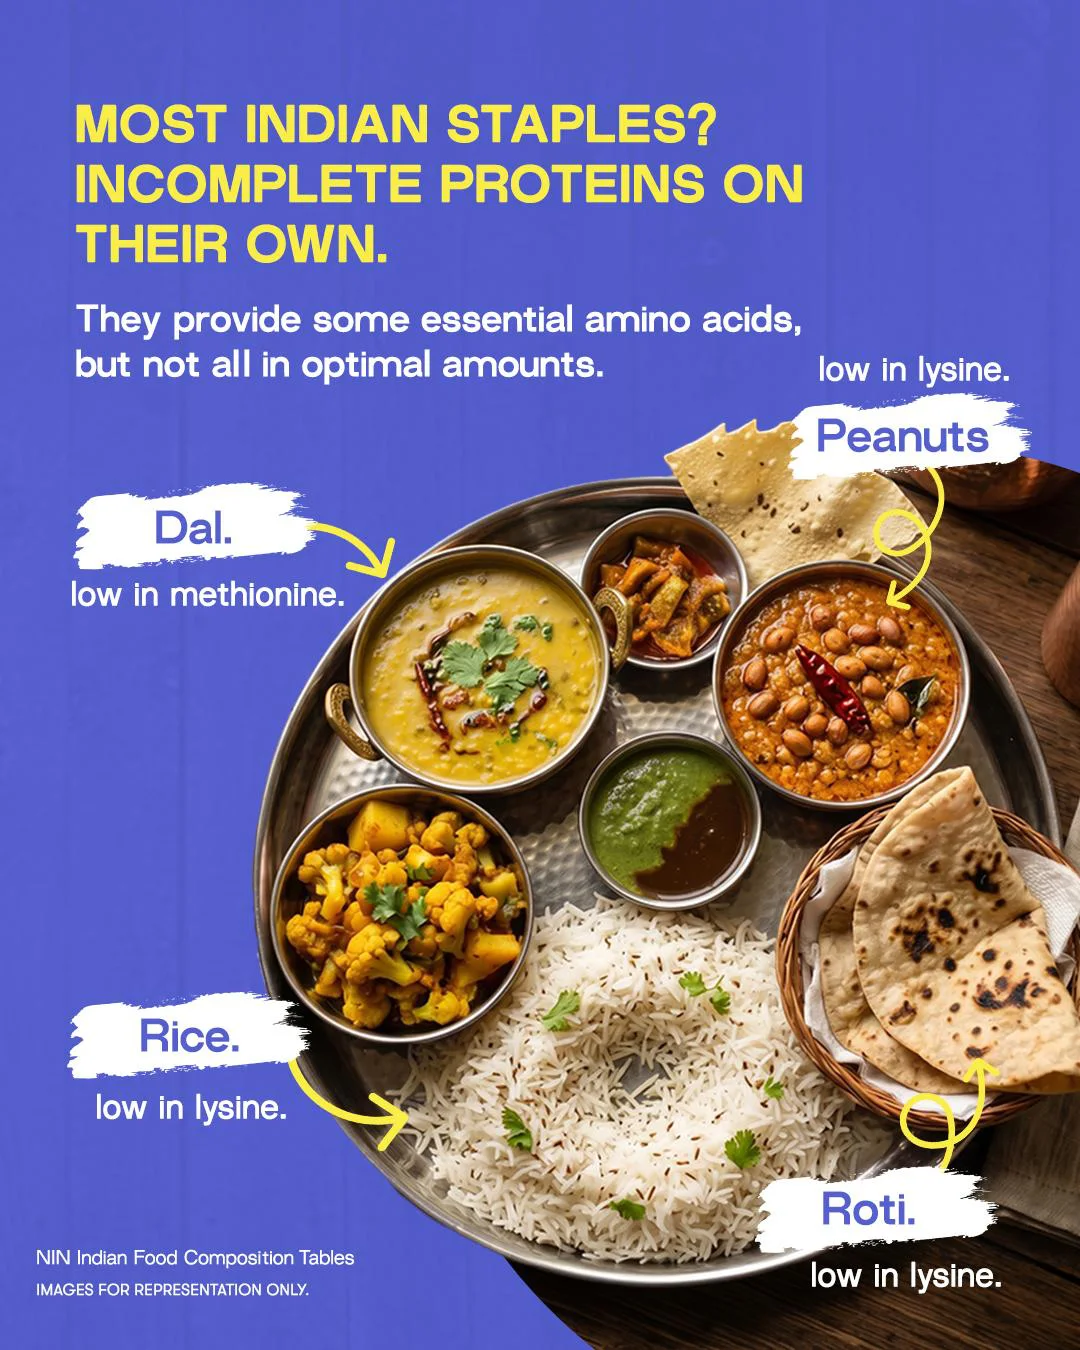 MOST INDIAN STAPLES?
INCOMPLETE PROTEINS ON
THEIR OWN.
They provide some essential amino acids,
but not all in optimal amounts.
low in lysine.
Peanuts
Dal.
low in methionine.
Rice.
low in lysine.
Roti.
low in lysine.
NIN Indian Food Composition Tables
IMAGES FOR REPRESENTATION ONLY.